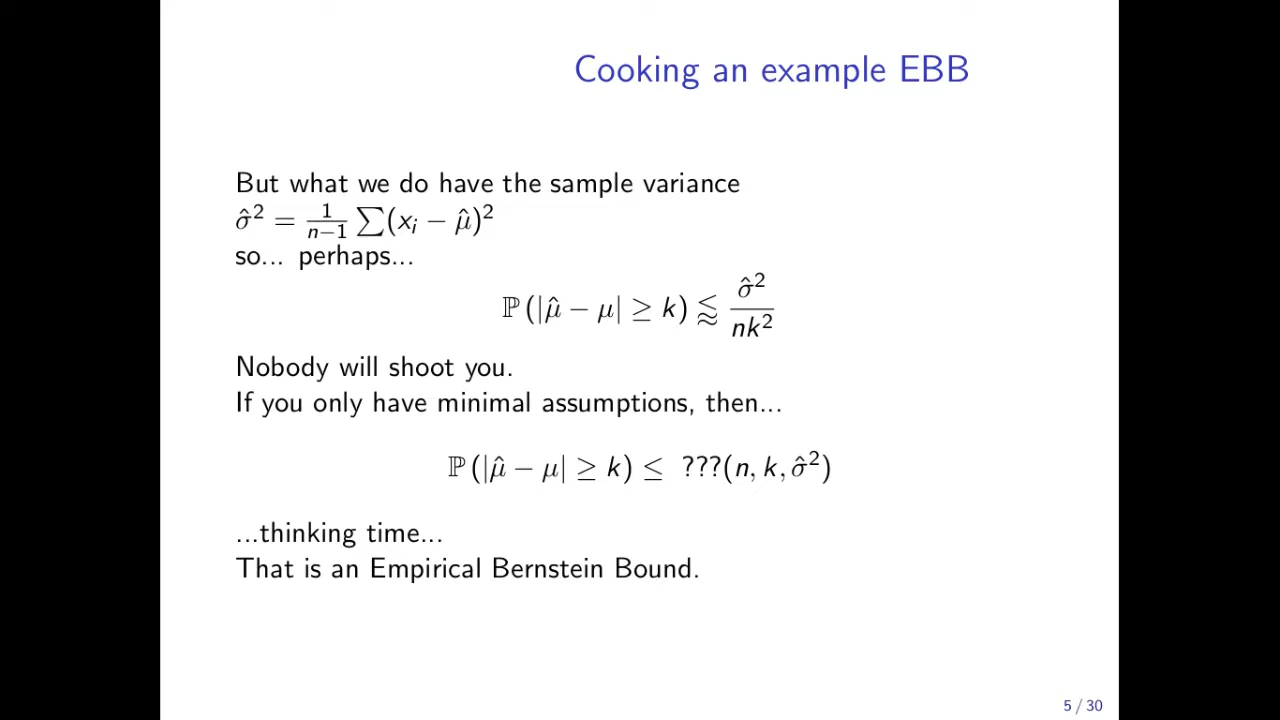 Cooking an example EBB
But what we do have the sample variance
σ̂² = 1/(n−1) ∑(xᵢ − μ̂)²
so... perhaps...
ℙ(|μ̂ − μ| ≥ k) ⪅ σ̂²/(nk²)
Nobody will shoot you.
If you only have minimal assumptions, then...
ℙ(|μ̂ − μ| ≥ k) ≤ ???(n, k, σ̂²)
...thinking time...
That is an Empirical Bernstein Bound.
5 / 30